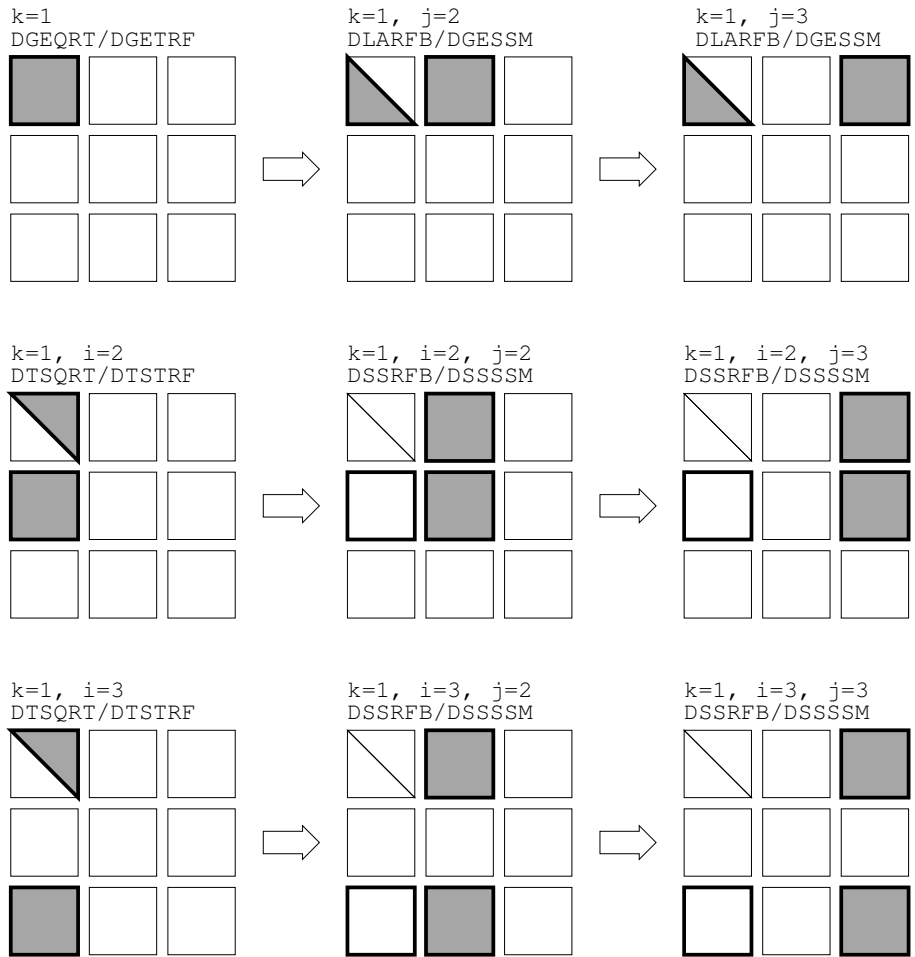 k=1
DGEQRT/DGETRF
k=1, j=2
DLARFB/DGESSM
k=1, j=3
DLARFB/DGESSM
k=1, i=2
DTSQRT/DTSTRF
k=1, i=2, j=2
DSSRFB/DSSSSM
k=1, i=2, j=3
DSSRFB/DSSSSM
k=1, i=3
DTSQRT/DTSTRF
k=1, i=3, j=2
DSSRFB/DSSSSM
k=1, i=3, j=3
DSSRFB/DSSSSM